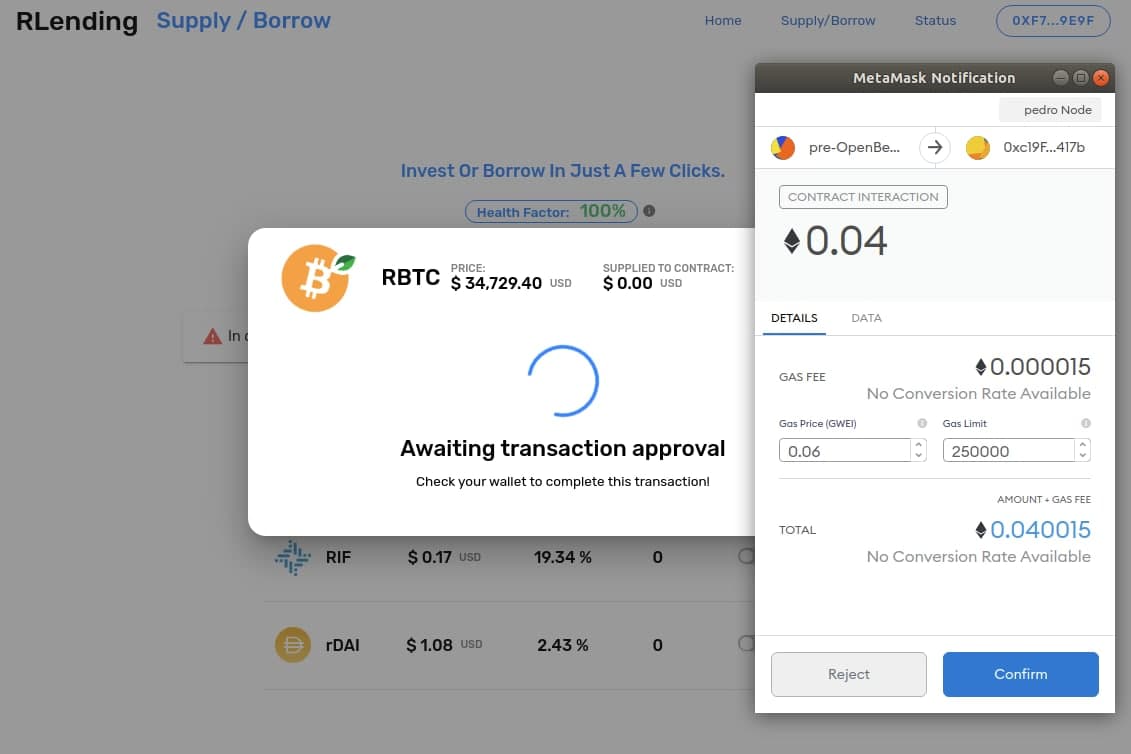 RLending Supply / Borrow
Home Supply/Borrow Status 0XF7...9E9F
Invest Or Borrow In Just A Few Clicks.
Health Factor: 100%
In
RBTC
PRICE:
$ 34,729.40 USD
SUPPLIED TO CONTRACT:
$ 0.00 USD
Awaiting transaction approval
Check your wallet to complete this transaction!
RIF $ 0.17 USD 19.34 % 0
rDAI $ 1.08 USD 2.43 % 0
MetaMask Notification
pedro Node
pre-OpenBe... 0xc19F...417b
CONTRACT INTERACTION
0.04
DETAILS DATA
GAS FEE
0.000015
No Conversion Rate Available
Gas Price (GWEI) Gas Limit
0.06 250000
AMOUNT + GAS FEE
TOTAL
0.040015
No Conversion Rate Available
Reject Confirm